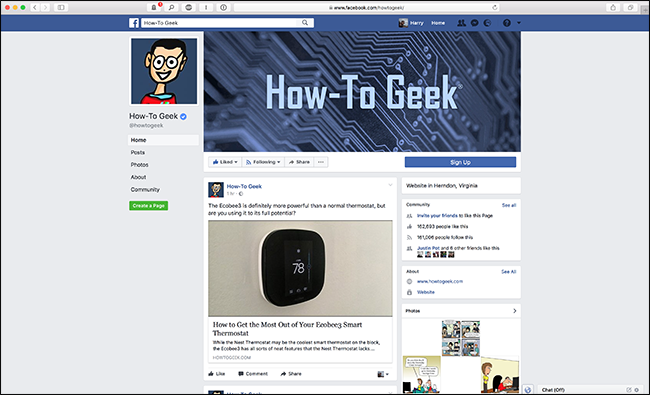 www.facebook.com/howtogeek/
How-To Geek
Harry Home
How-To Geek
How-To Geek
@howtogeek
Home
Posts
Photos
About
Community
Create a Page
Liked Following Share
Sign Up
How-To Geek
1 hr
The Ecobee3 is definitely more powerful than a normal thermostat, but
are you using it to its full potential?
78
How to Get the Most Out of Your Ecobee3 Smart
Thermostat
While the Nest Thermostat may be the coolest smart thermostat on the block,
the Ecobee3 has all sorts of neat features that the Nest Thermostat lacks...
HOWTOGEEK.COM
Like Comment Share
How-To Geek
Website in Herndon, Virginia
Community See all
Invite your friends to like this Page
162,693 people like this
161,096 people follow this
Justin Pot and 6 other friends like this
About See All
www.howtogeek.com
Website
Photos
Chat (Off)